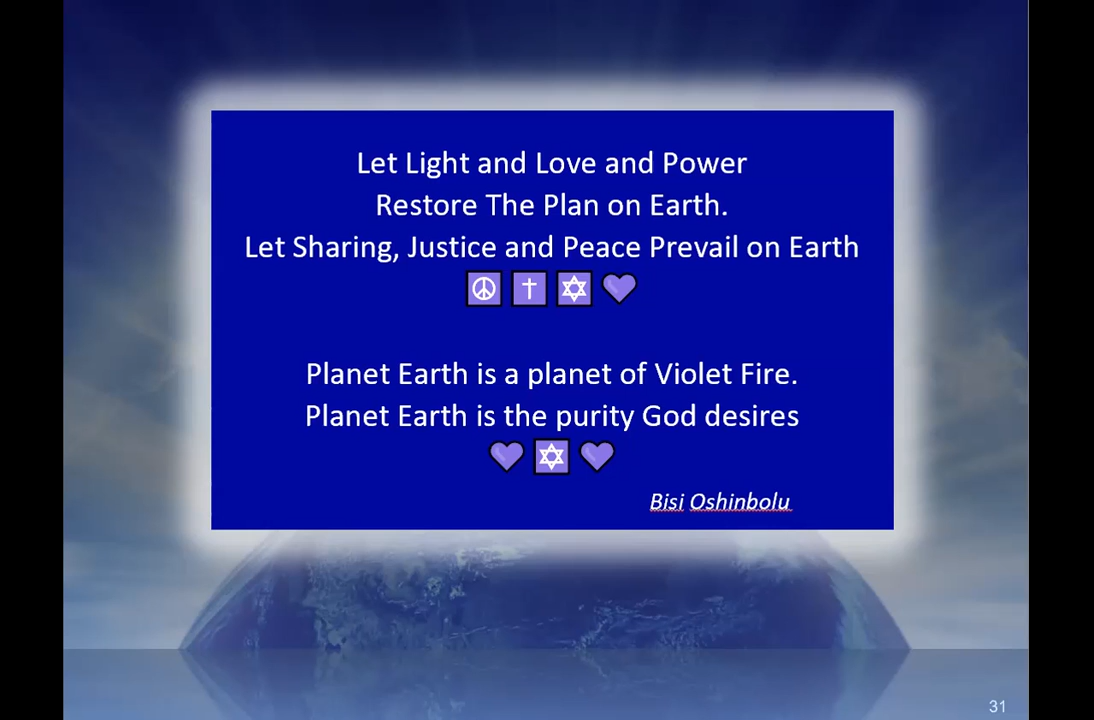 Let Light and Love and Power
Restore The Plan on Earth.
Let Sharing, Justice and Peace Prevail on Earth
☮ ✝ ✡ 💜
Planet Earth is a planet of Violet Fire.
Planet Earth is the purity God desires
💜 ✡ 💜
Bisi Oshinbolu
31